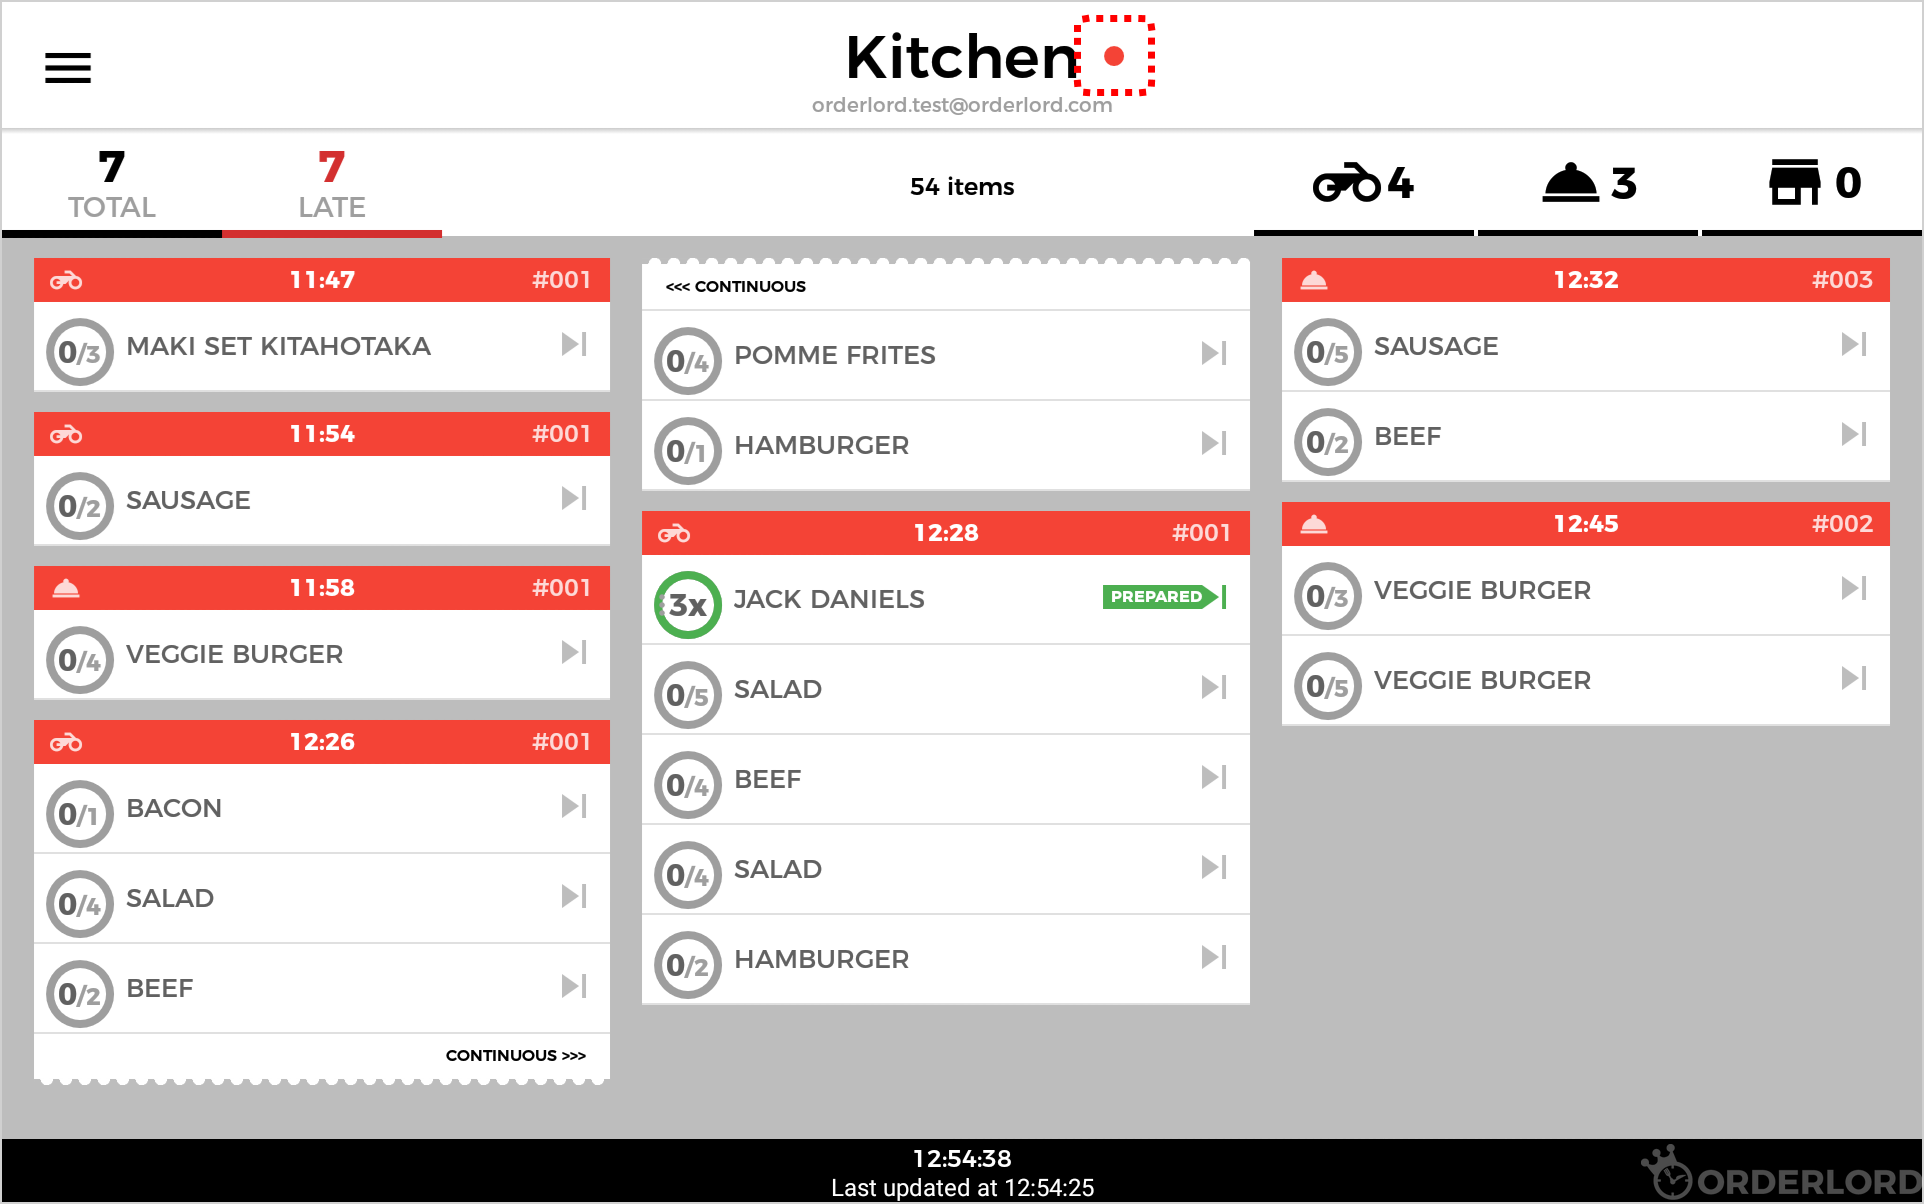 Kitchen
orderlord.test@orderlord.com
7
TOTAL
7
LATE
54 items
4
3
0
11:47 #001
0/3 MAKI SET KITAHOTAKA
11:54 #001
0/2 SAUSAGE
11:58 #001
0/4 VEGGIE BURGER
12:26 #001
0/1 BACON
0/4 SALAD
0/2 BEEF
CONTINUOUS >>>
<<< CONTINUOUS
0/4 POMME FRITES
0/1 HAMBURGER
12:28 #001
3x JACK DANIELS PREPARED
0/5 SALAD
0/4 BEEF
0/4 SALAD
0/2 HAMBURGER
12:32 #003
0/5 SAUSAGE
0/2 BEEF
12:45 #002
0/3 VEGGIE BURGER
0/5 VEGGIE BURGER
12:54:38
Last updated at 12:54:25
ORDERLORD